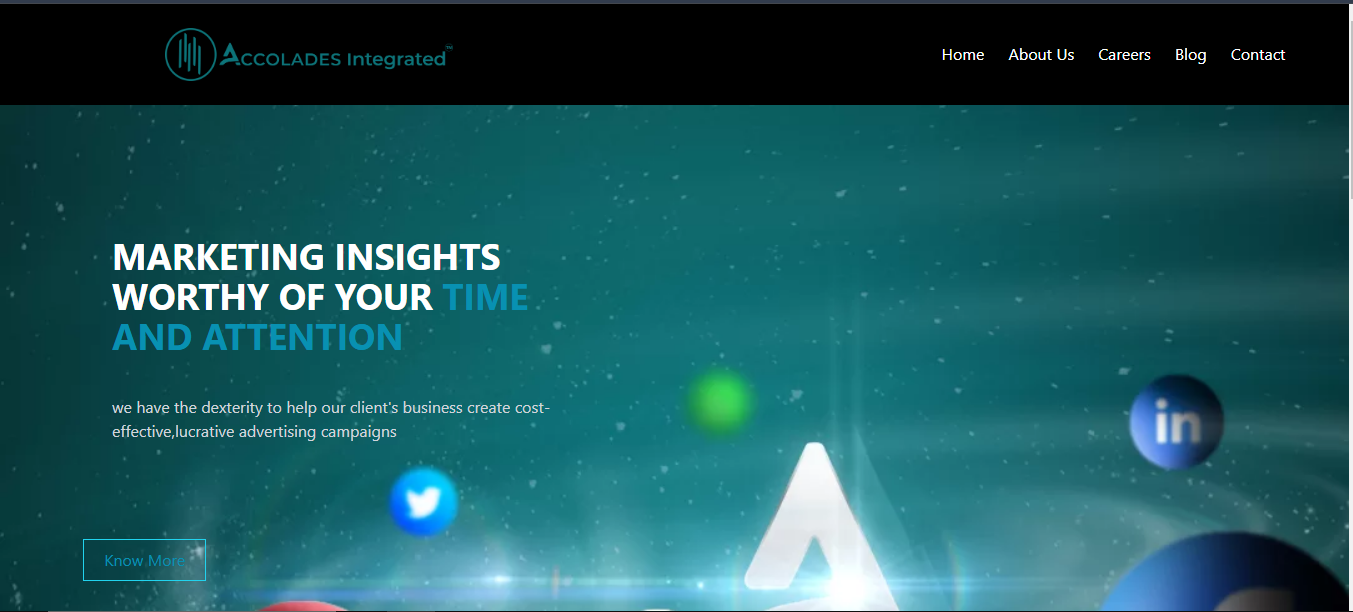 ACCOLADES Integrated™
Home About Us Careers Blog Contact
MARKETING INSIGHTS
WORTHY OF YOUR TIME
AND ATTENTION
we have the dexterity to help our client's business create cost-
effective,lucrative advertising campaigns
in
Know More